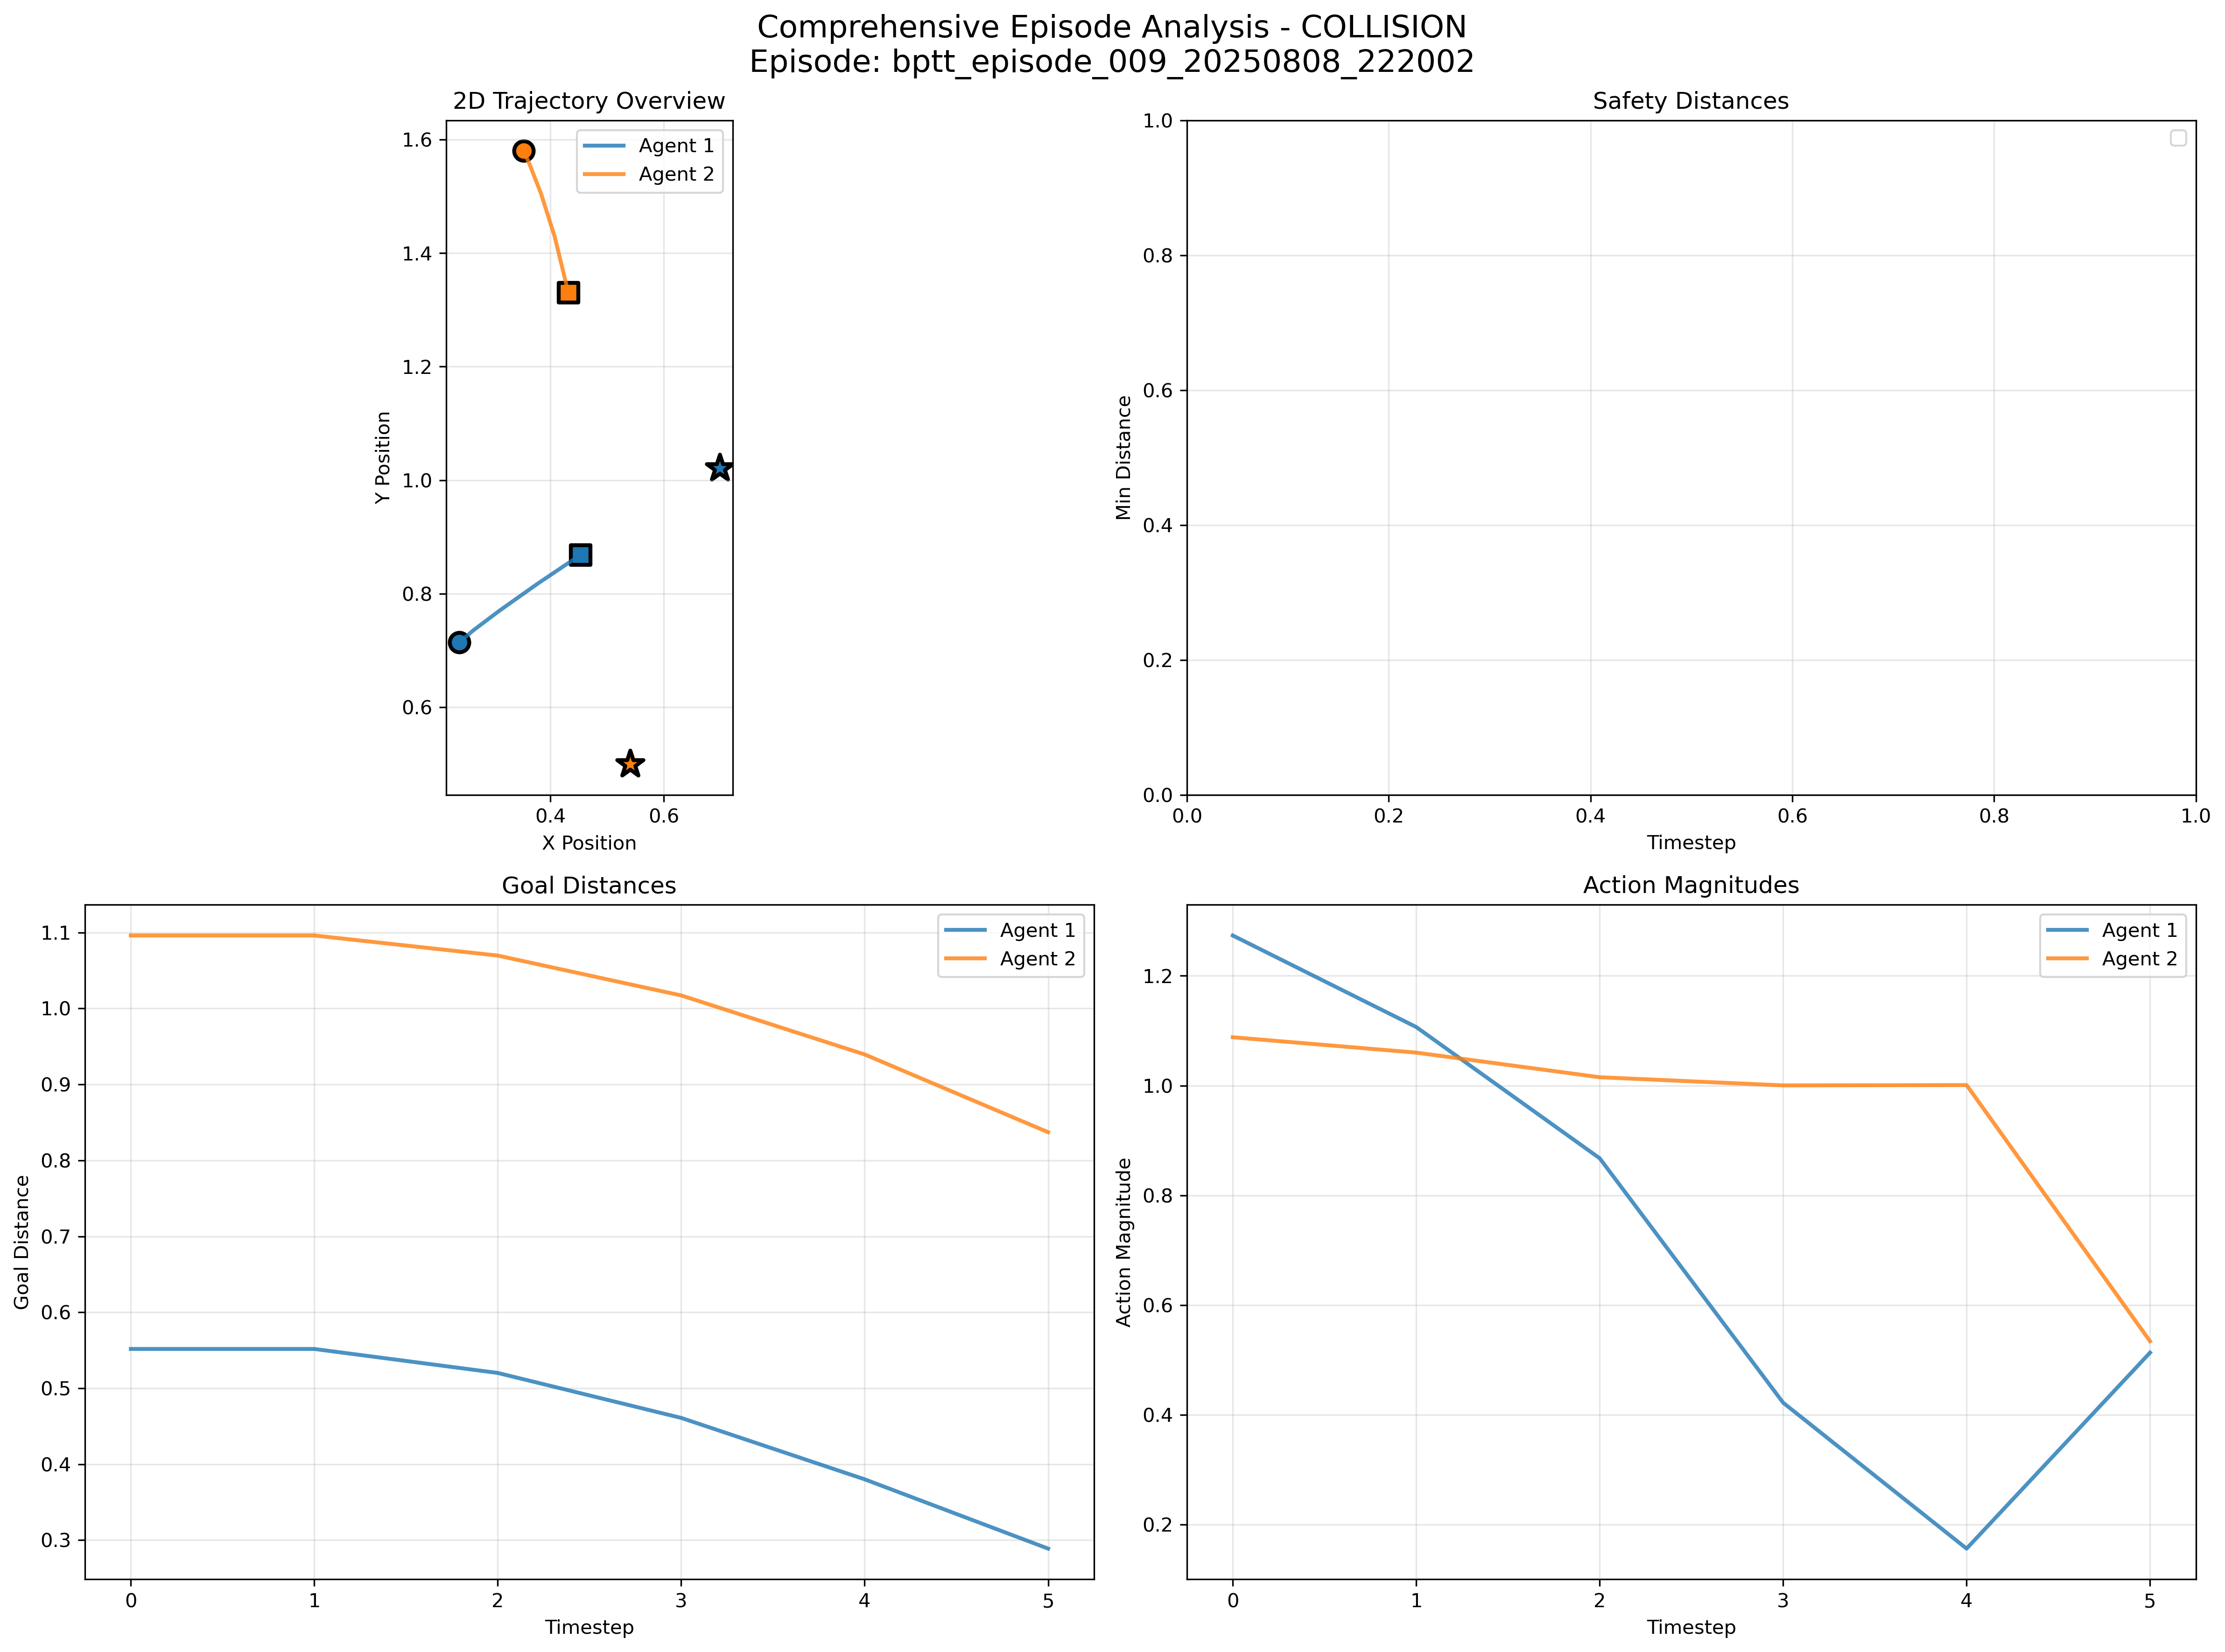 Comprehensive Episode Analysis - COLLISION
Episode: bptt_episode_009_20250808_222002
2D Trajectory Overview
Agent 1
Agent 2
1.6
1.4
1.2
1.0
0.8
0.6
Y Position
0.4
0.6
X Position
Safety Distances
1.0
0.8
0.6
0.4
0.2
0.0
Min Distance
0.0
0.2
0.4
0.6
0.8
1.0
Timestep
Goal Distances
Agent 1
Agent 2
1.1
1.0
0.9
0.8
0.7
0.6
0.5
0.4
0.3
Goal Distance
0
1
2
3
4
5
Timestep
Action Magnitudes
Agent 1
Agent 2
1.2
1.0
0.8
0.6
0.4
0.2
Action Magnitude
0
1
2
3
4
5
Timestep